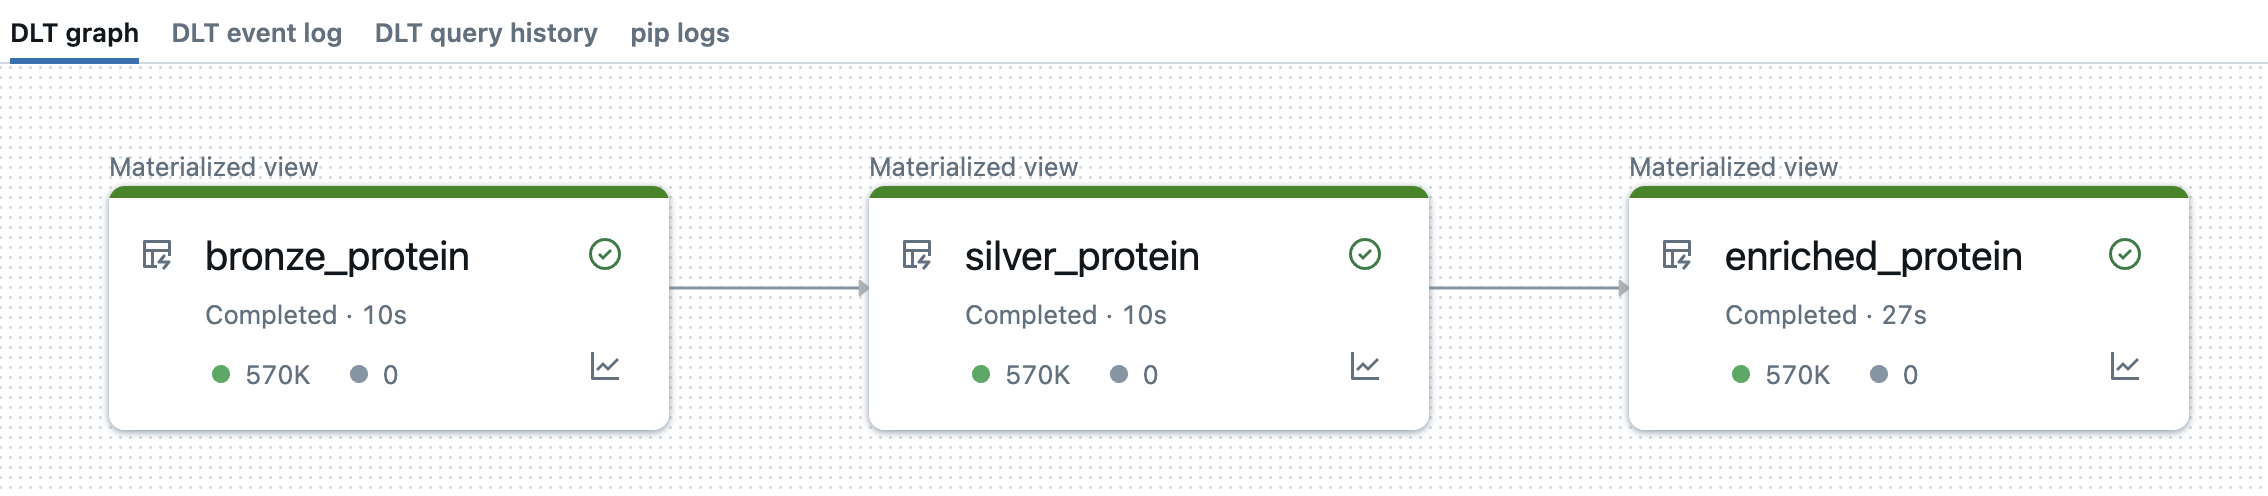 DLT graph DLT event log DLT query history pip logs
Materialized view
bronze_protein
Completed · 10s
570K 0
Materialized view
silver_protein
Completed · 10s
570K 0
Materialized view
enriched_protein
Completed · 27s
570K 0